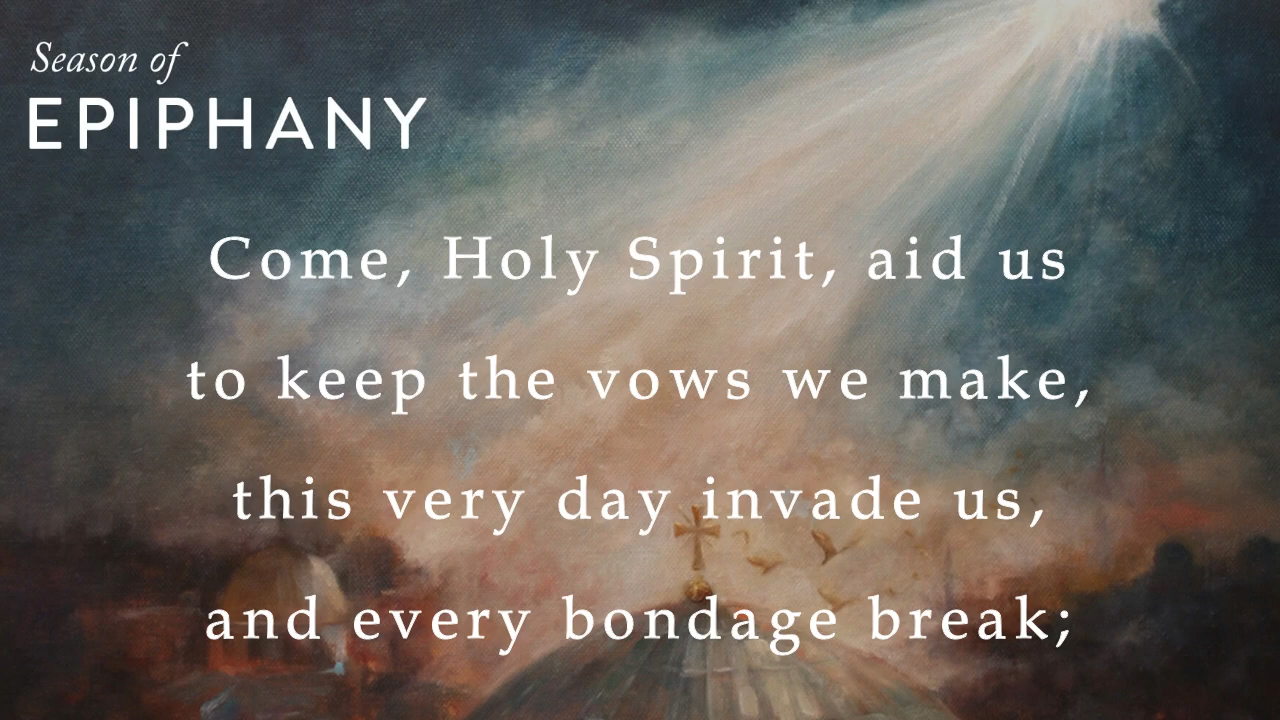 Season of
EPIPHANY
Come, Holy Spirit, aid us
to keep the vows we make,
this very day invade us,
and every bondage break;